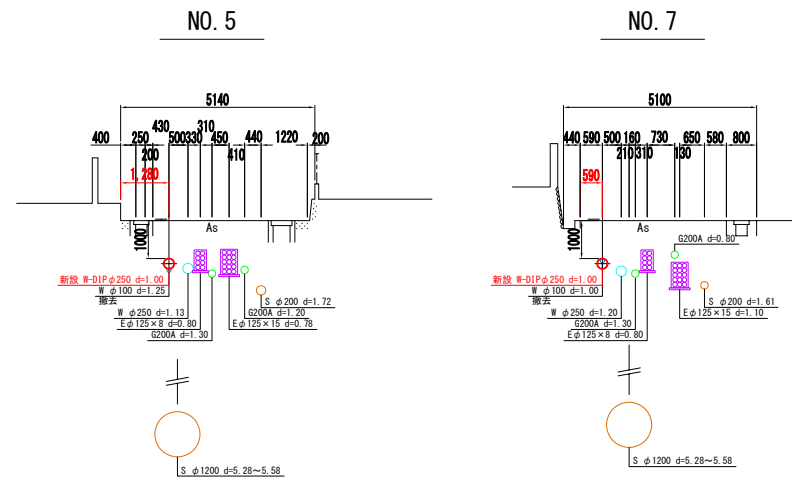 NO. 5
5140
400
250
200
430
500
330
310
450
410
440
1220
200
1, 280
As
1000
新設 W-DIPφ250 d=1.00
W φ100 d=1.25
撤去
W φ250 d=1.13
Eφ125×8 d=0.80
G200A d=1.30
S φ200 d=1.72
G200A d=1.20
Eφ125×15 d=0.78
S φ1200 d=5.28～5.58
NO. 7
5100
440
590
500
210
160
310
730
130
650
580
800
590
As
1000
G200A d=0.80
新設 W-DIPφ250 d=1.00
W φ100 d=1.00
撤去
W φ250 d=1.20
G200A d=1.30
Eφ125×8 d=0.80
S φ200 d=1.61
Eφ125×15 d=1.10
S φ1200 d=5.28～5.58